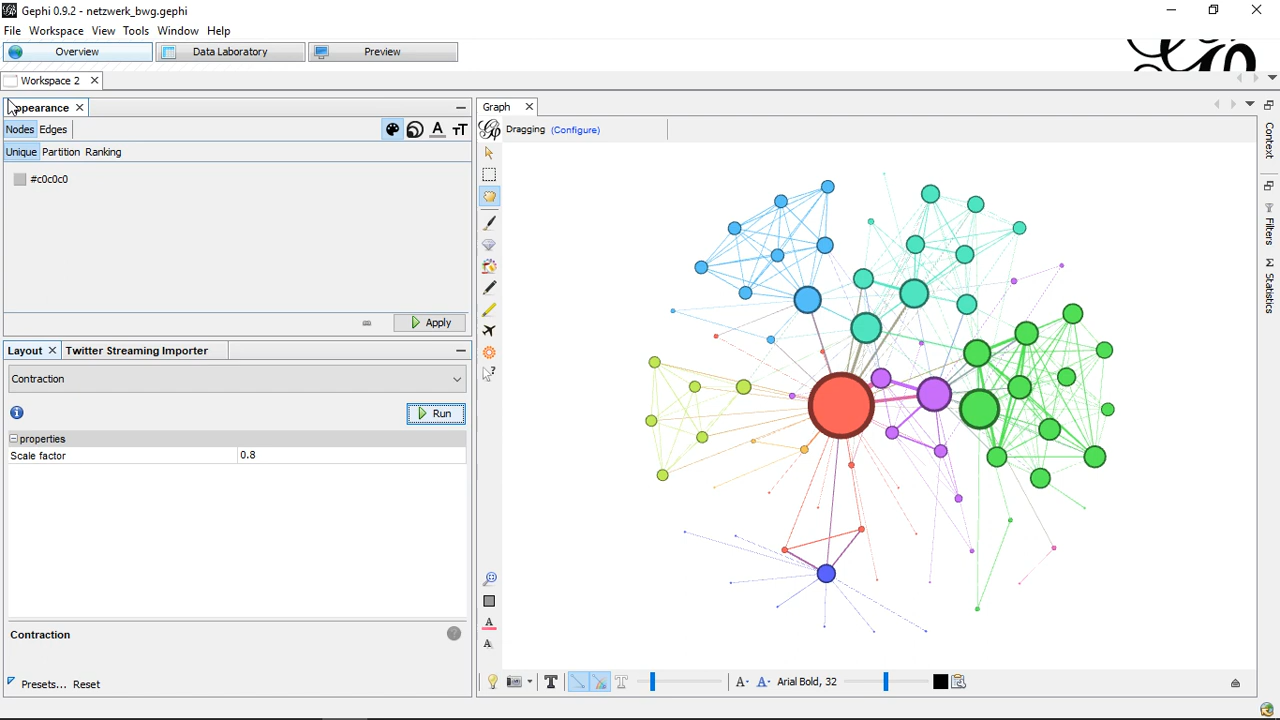 Gephi 0.9.2 - netzwerk_bwg.gephi
File Workspace View Tools Window Help
Overview Data Laboratory Preview
Workspace 2
ppearance
Graph
Nodes Edges
Dragging (Configure)
Unique Partition Ranking
#c0c0c0
Apply
Layout Twitter Streaming Importer
Contraction
Run
properties
Scale factor 0.8
Contraction
Presets... Reset
Arial Bold, 32
Context
Filters
Statistics